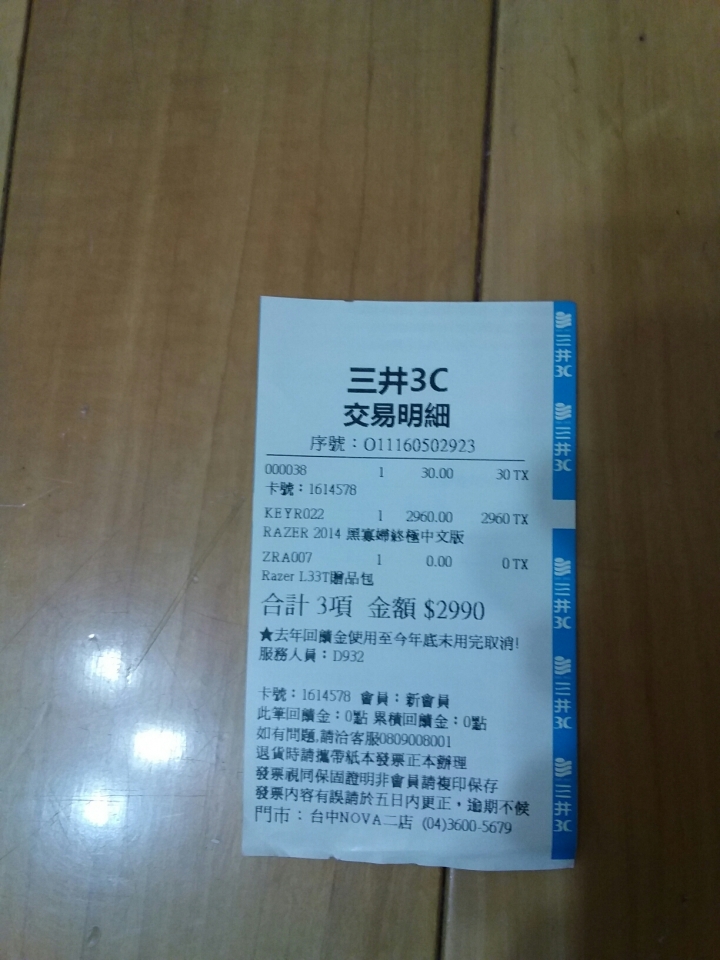 三井3C
交易明細
序號：O11160502923
000038 1 30.00 30 TX
卡號：1614578
KEYR022 1 2960.00 2960 TX
RAZER 2014 黑寡婦終極中文版
ZRA007 1 0.00 0 TX
Razer L33T贈品包
合計 3項 金額 $2990
★去年回饋金使用至今年底未用完取消!
服務人員：D932
卡號：1614578 會員：新會員
此筆回饋金：0點 累積回饋金：0點
如有問題,請洽客服0809008001
退貨時請攜帶紙本發票正本辦理
發票視同保固證明非會員請複印保存
發票內容有誤請於五日內更正，逾期不候
門市：台中NOVA二店 (04)3600-5679
三井3C
三井3C
三井3C
三井3C
三井3C